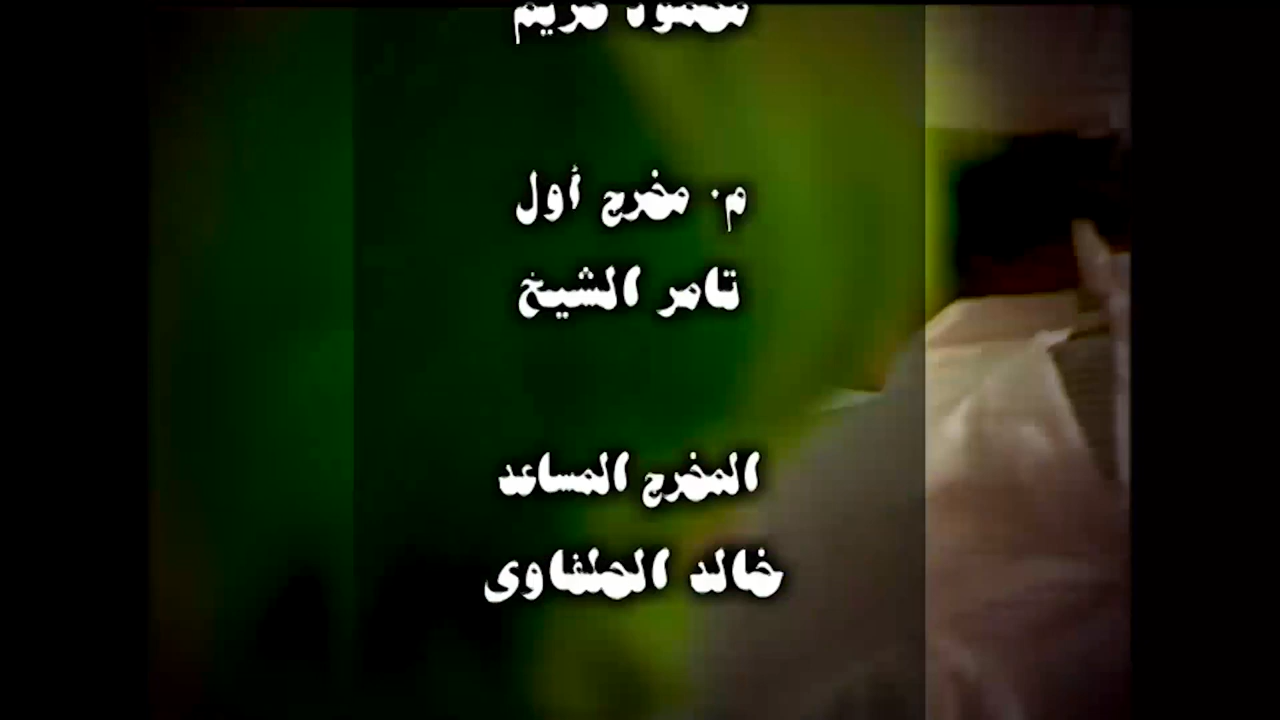 م. مخرج أول
تامر الشيخ
المخرج المساعد
خالد الحلفاوى